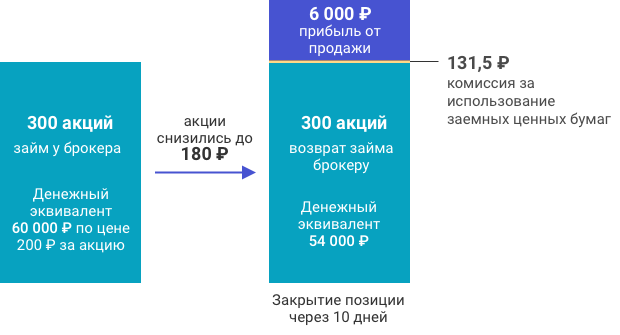 300 акций
займ у брокера
Денежный
эквивалент
60 000 ₽ по цене
200 ₽ за акцию
акции
снизились до
180 ₽
6 000 ₽
прибыль от
продажи
300 акций
возврат займа
брокеру
Денежный
эквивалент
54 000 ₽
Закрытие позиции
через 10 дней
131,5 ₽
комиссия за
использование
заемных ценных бумаг